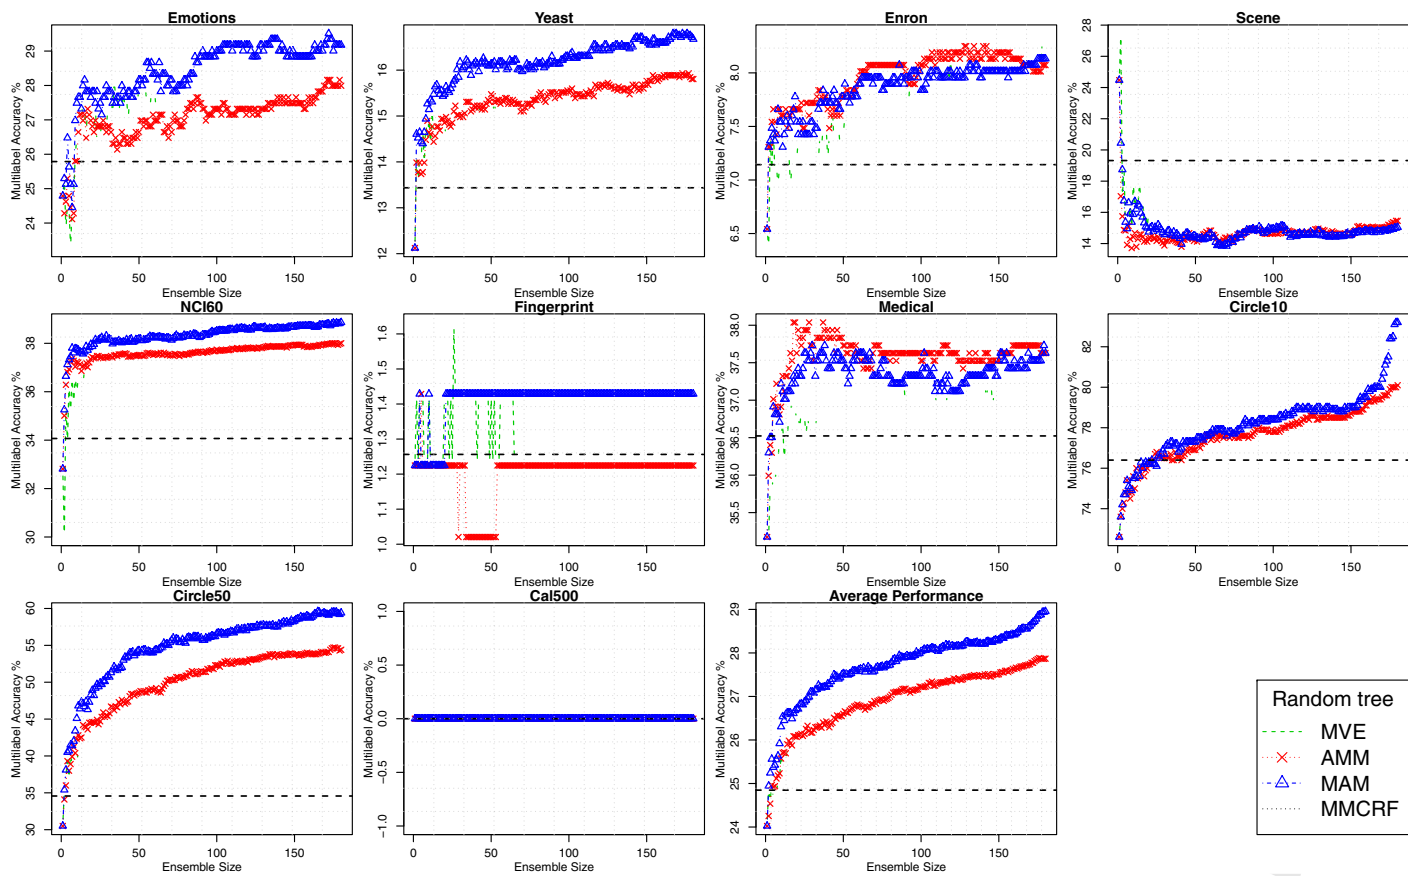 Emotions
Multilabel Accuracy %
24 25 26 27 28 29
0 50 100 150
Ensemble Size
Yeast
Multilabel Accuracy %
12 13 14 15 16
0 50 100 150
Ensemble Size
Enron
Multilabel Accuracy %
6.5 7.0 7.5 8.0
0 50 100 150
Ensemble Size
Scene
Multilabel Accuracy %
14 16 18 20 22 24 26 28
0 50 100 150
Ensemble Size
NCI60
Multilabel Accuracy %
30 32 34 36 38
0 50 100 150
Ensemble Size
Fingerprint
Multilabel Accuracy %
1.0 1.1 1.2 1.3 1.4 1.5 1.6
0 50 100 150
Ensemble Size
Medical
Multilabel Accuracy %
35.5 36.0 36.5 37.0 37.5 38.0
0 50 100 150
Ensemble Size
Circle10
Multilabel Accuracy %
74 76 78 80 82
0 50 100 150
Ensemble Size
Circle50
Multilabel Accuracy %
30 35 40 45 50 55 60
0 50 100 150
Ensemble Size
Cal500
Multilabel Accuracy %
−1.0 −0.5 0.0 0.5 1.0
0 50 100 150
Ensemble Size
Average Performance
Multilabel Accuracy %
24 25 26 27 28 29
0 50 100 150
Ensemble Size
Random tree
MVE
AMM
MAM
MMCRF